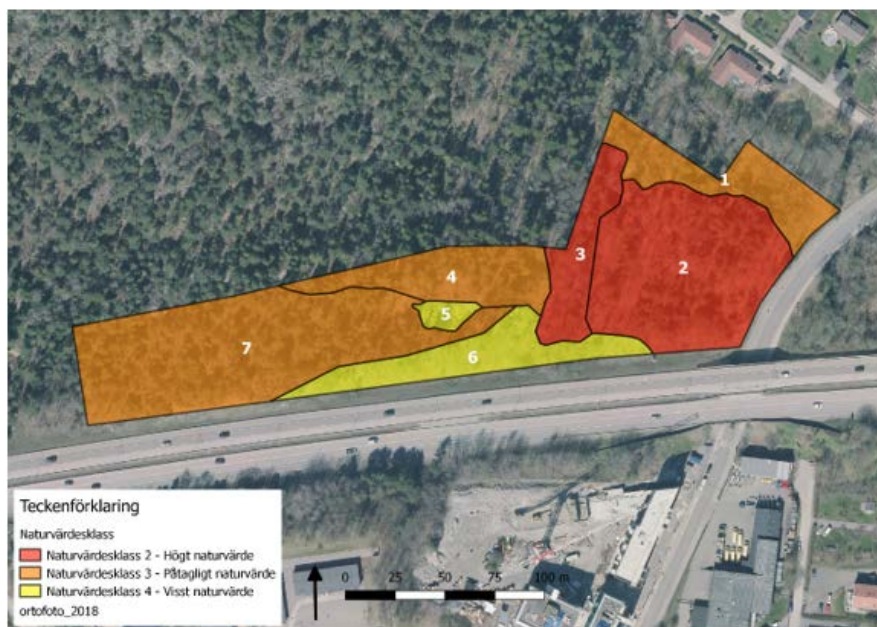 1
2
3
4
5
6
7
Teckenförklaring
Naturvärdesklass
Naturvärdesklass 2 - Högt naturvärde
Naturvärdesklass 3 - Påtagligt naturvärde
Naturvärdesklass 4 - Visst naturvärde
ortofoto_2018
0 25 50 75 100 m